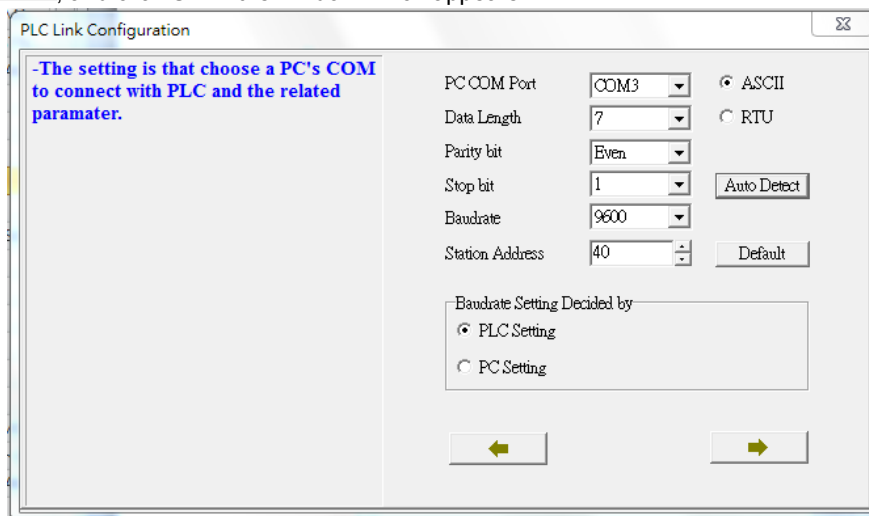 PLC Link Configuration
-The setting is that choose a PC's COM
to connect with PLC and the related
paramater.
PC COM Port
COM3
ASCII
Data Length
7
RTU
Parity bit
Even
Stop bit
1
Auto Detect
Baudrate
9600
Station Address
40
Default
Baudrate Setting Decided by
PLC Setting
PC Setting